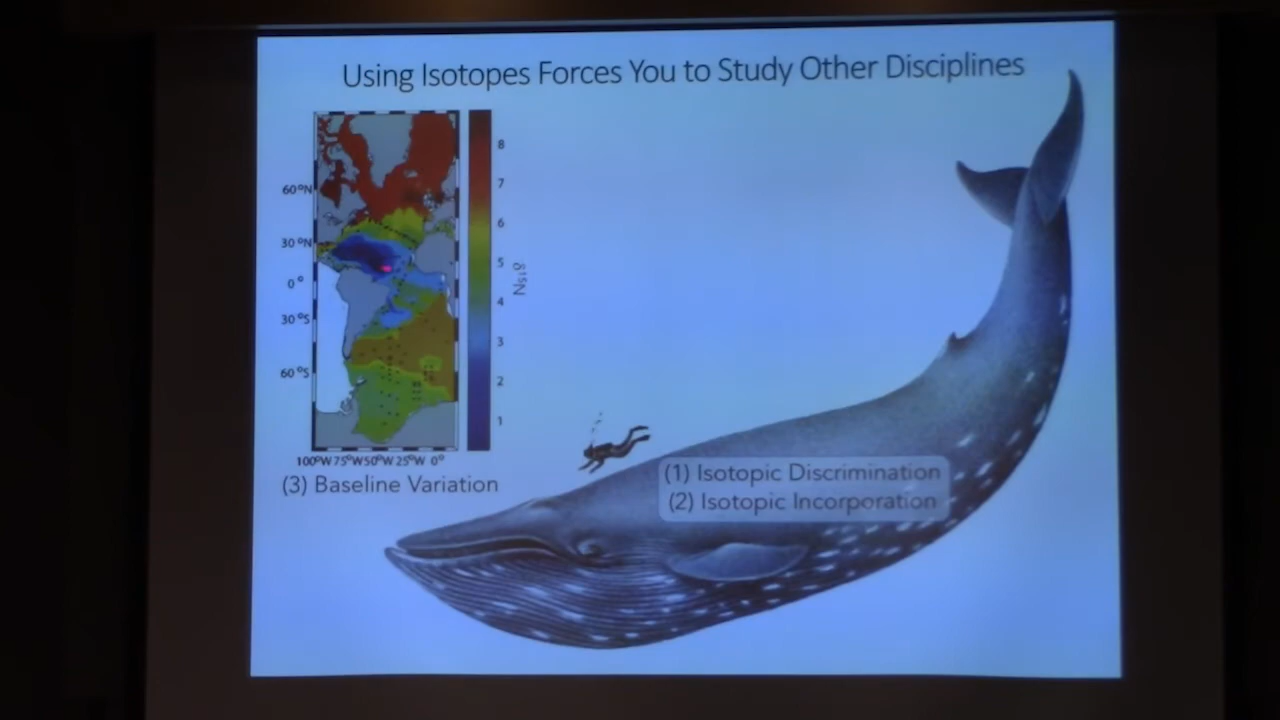 Using Isotopes Forces You to Study Other Disciplines
60°N
30°N
0°
30°S
60°S
100°W 75°W 50°W 25°W 0°
8
7
6
5
4
3
2
1
δ¹⁵N
(3) Baseline Variation
(1) Isotopic Discrimination
(2) Isotopic Incorporation